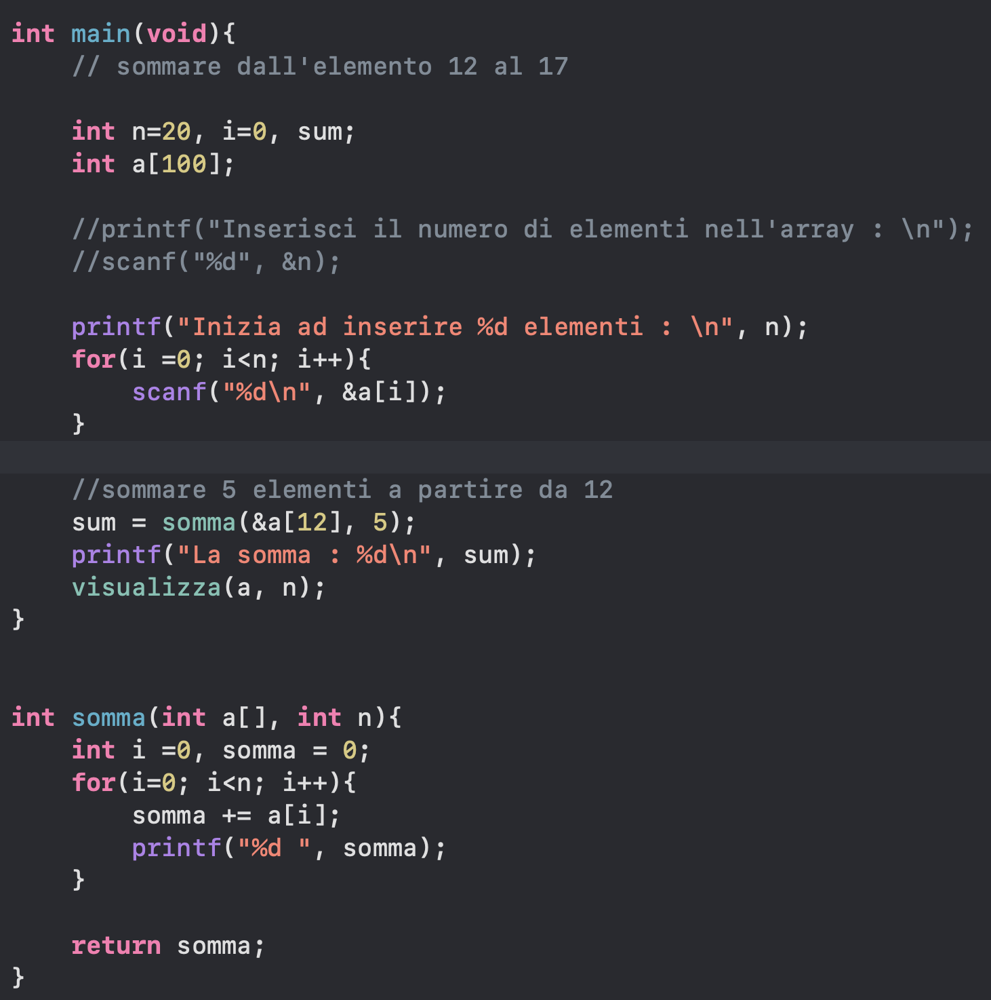 int main(void){
    // sommare dall'elemento 12 al 17
    int n=20, i=0, sum;
    int a[100];
    //printf("Inserisci il numero di elementi nell'array : \n");
    //scanf("%d", &n);
    printf("Inizia ad inserire %d elementi : \n", n);
    for(i =0; i<n; i++){
        scanf("%d\n", &a[i]);
    }
    //sommare 5 elementi a partire da 12
    sum = somma(&a[12], 5);
    printf("La somma : %d\n", sum);
    visualizza(a, n);
}
int somma(int a[], int n){
    int i =0, somma = 0;
    for(i=0; i<n; i++){
        somma += a[i];
        printf("%d ", somma);
    }
    return somma;
}